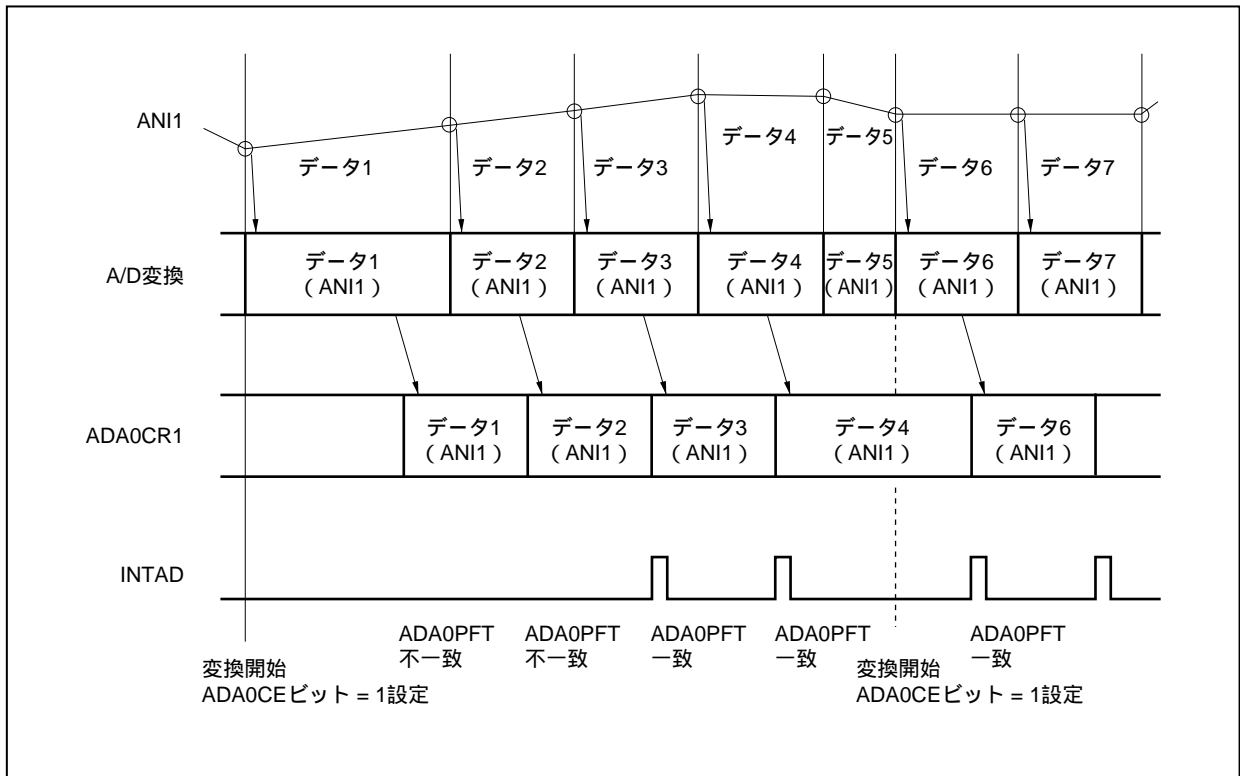 ANI1
データ1
データ2
データ3
データ4
データ5
データ6
データ7
A/D変換
データ1
（ANI1）
データ2
（ANI1）
データ3
（ANI1）
データ4
（ANI1）
データ5
（ANI1）
データ6
（ANI1）
データ7
（ANI1）
ADA0CR1
データ1
（ANI1）
データ2
（ANI1）
データ3
（ANI1）
データ4
（ANI1）
データ6
（ANI1）
INTAD
ADA0PFT
不一致
ADA0PFT
不一致
ADA0PFT
一致
ADA0PFT
一致
ADA0PFT
一致
変換開始
ADA0CEビット = 1設定
変換開始
ADA0CEビット = 1設定